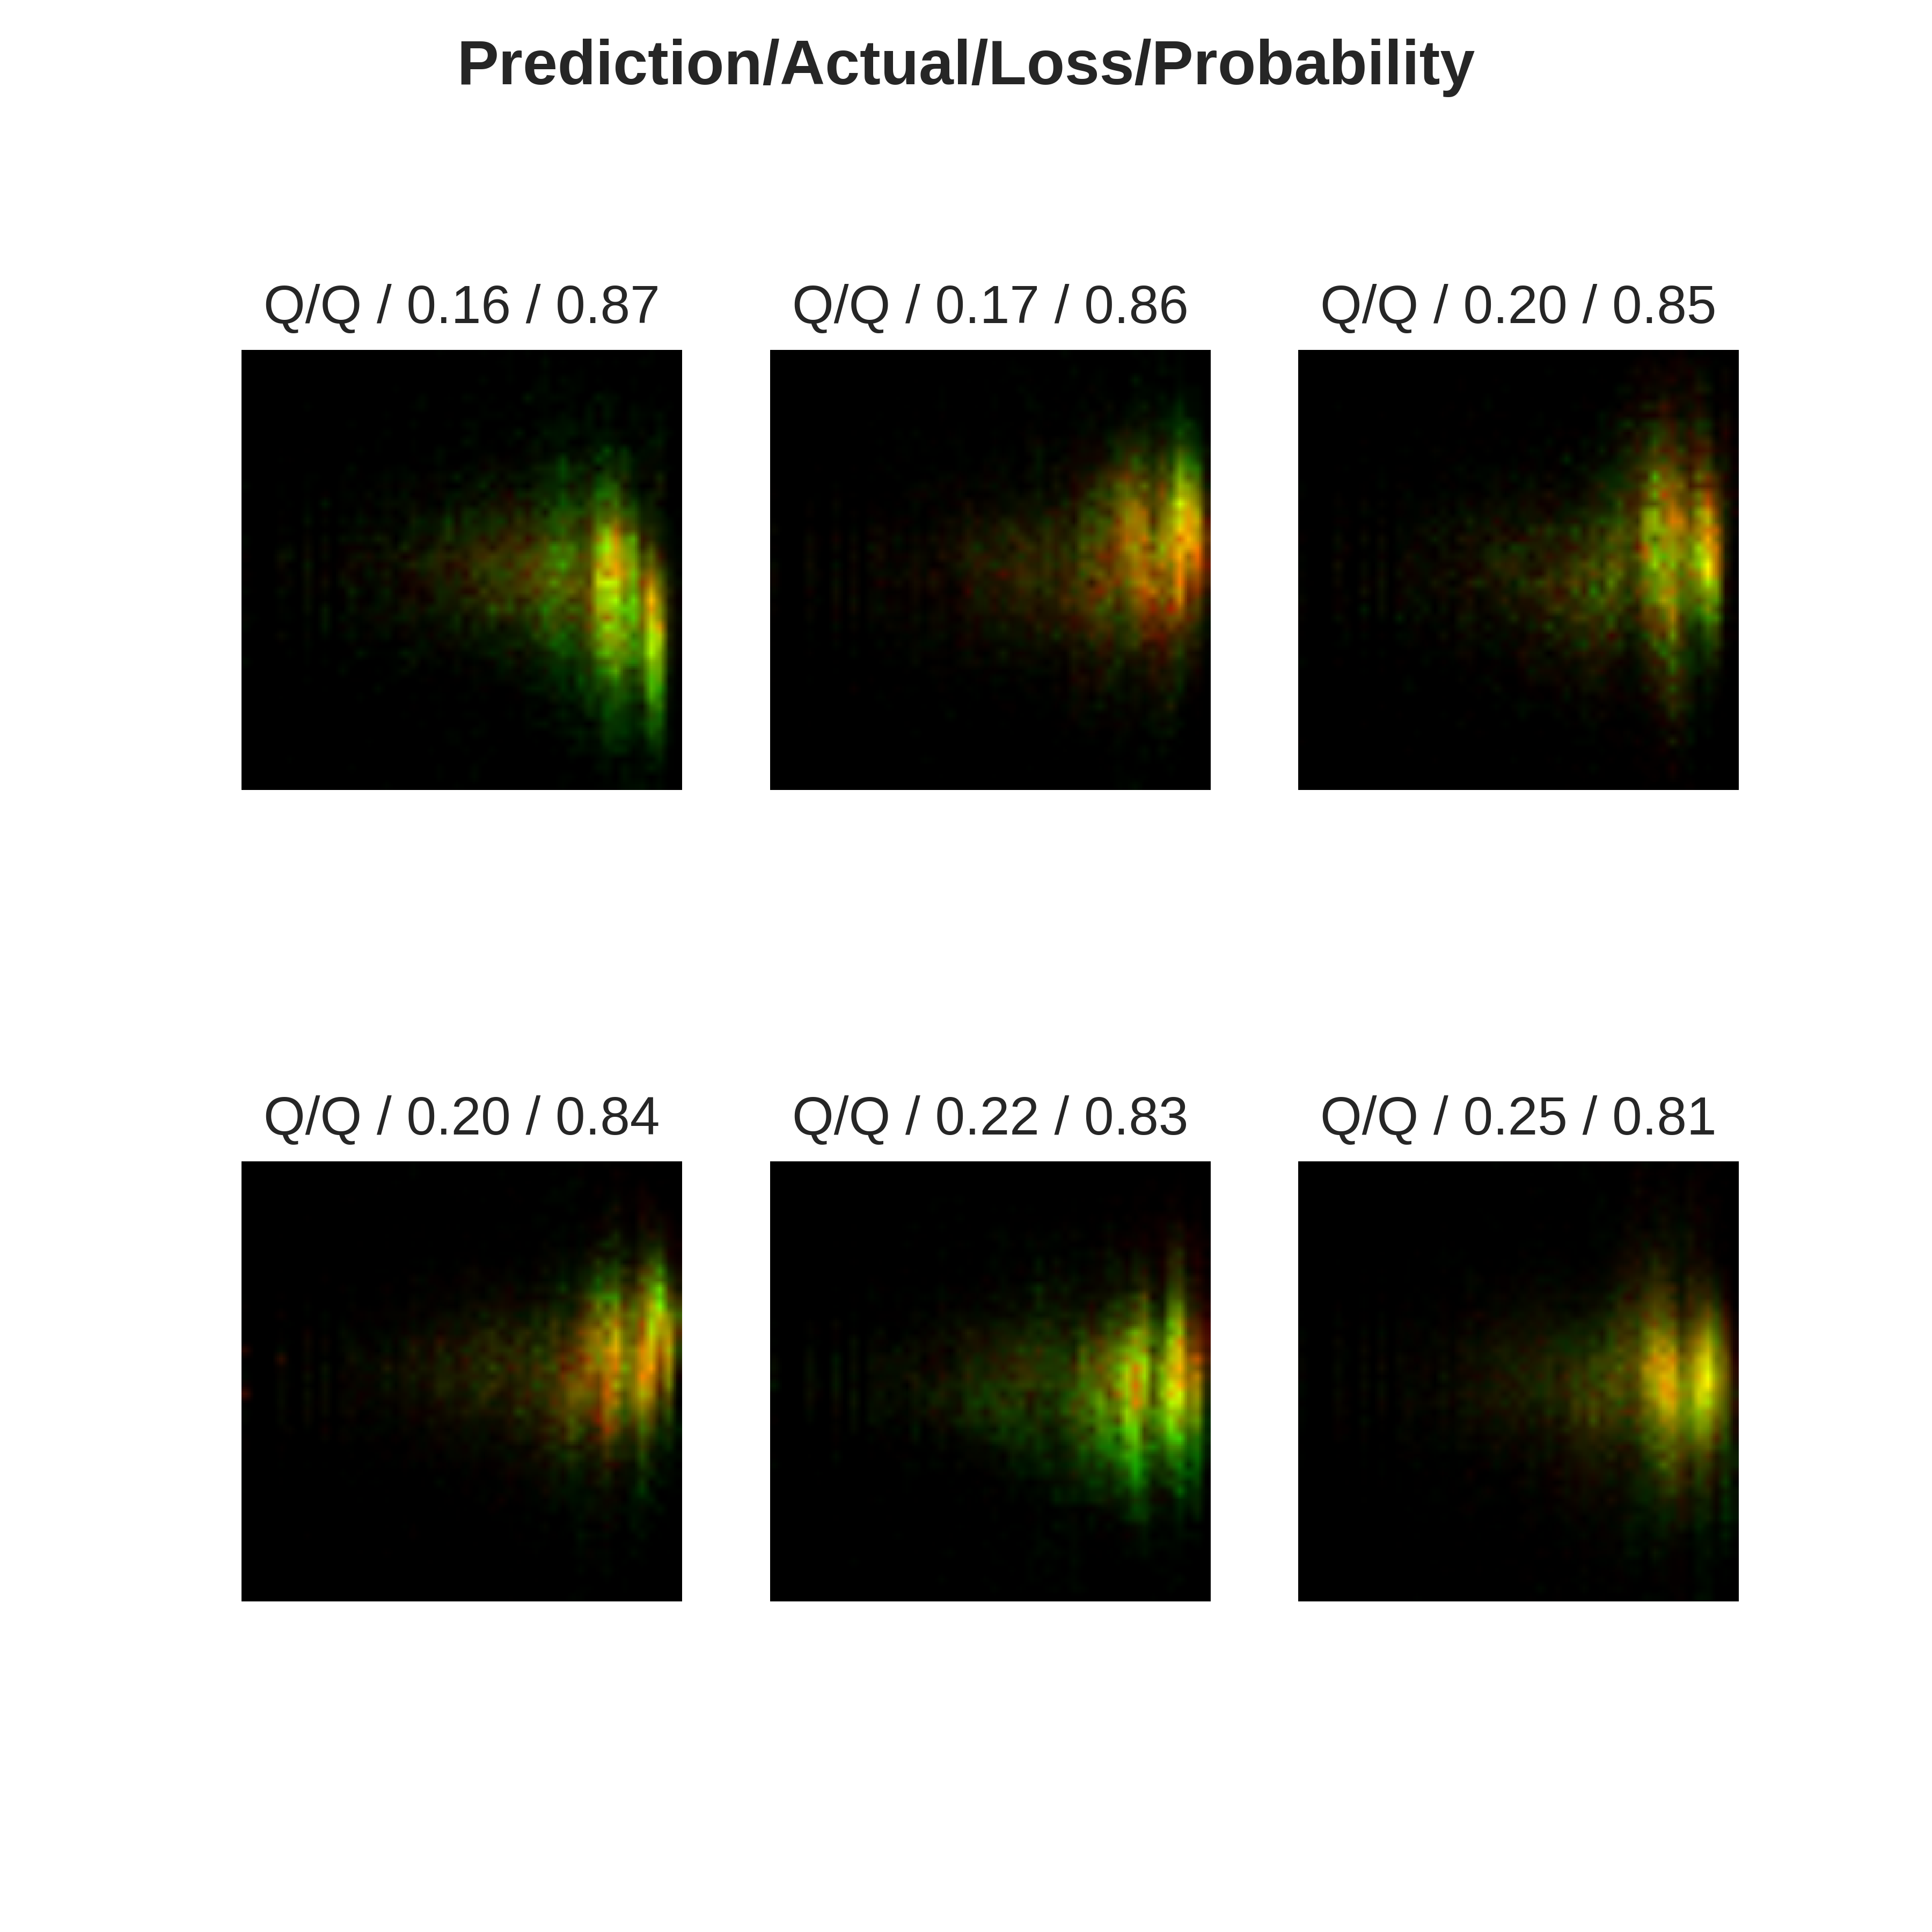 Prediction/Actual/Loss/Probability
Q/Q / 0.16 / 0.87
Q/Q / 0.17 / 0.86
Q/Q / 0.20 / 0.85
Q/Q / 0.20 / 0.84
Q/Q / 0.22 / 0.83
Q/Q / 0.25 / 0.81